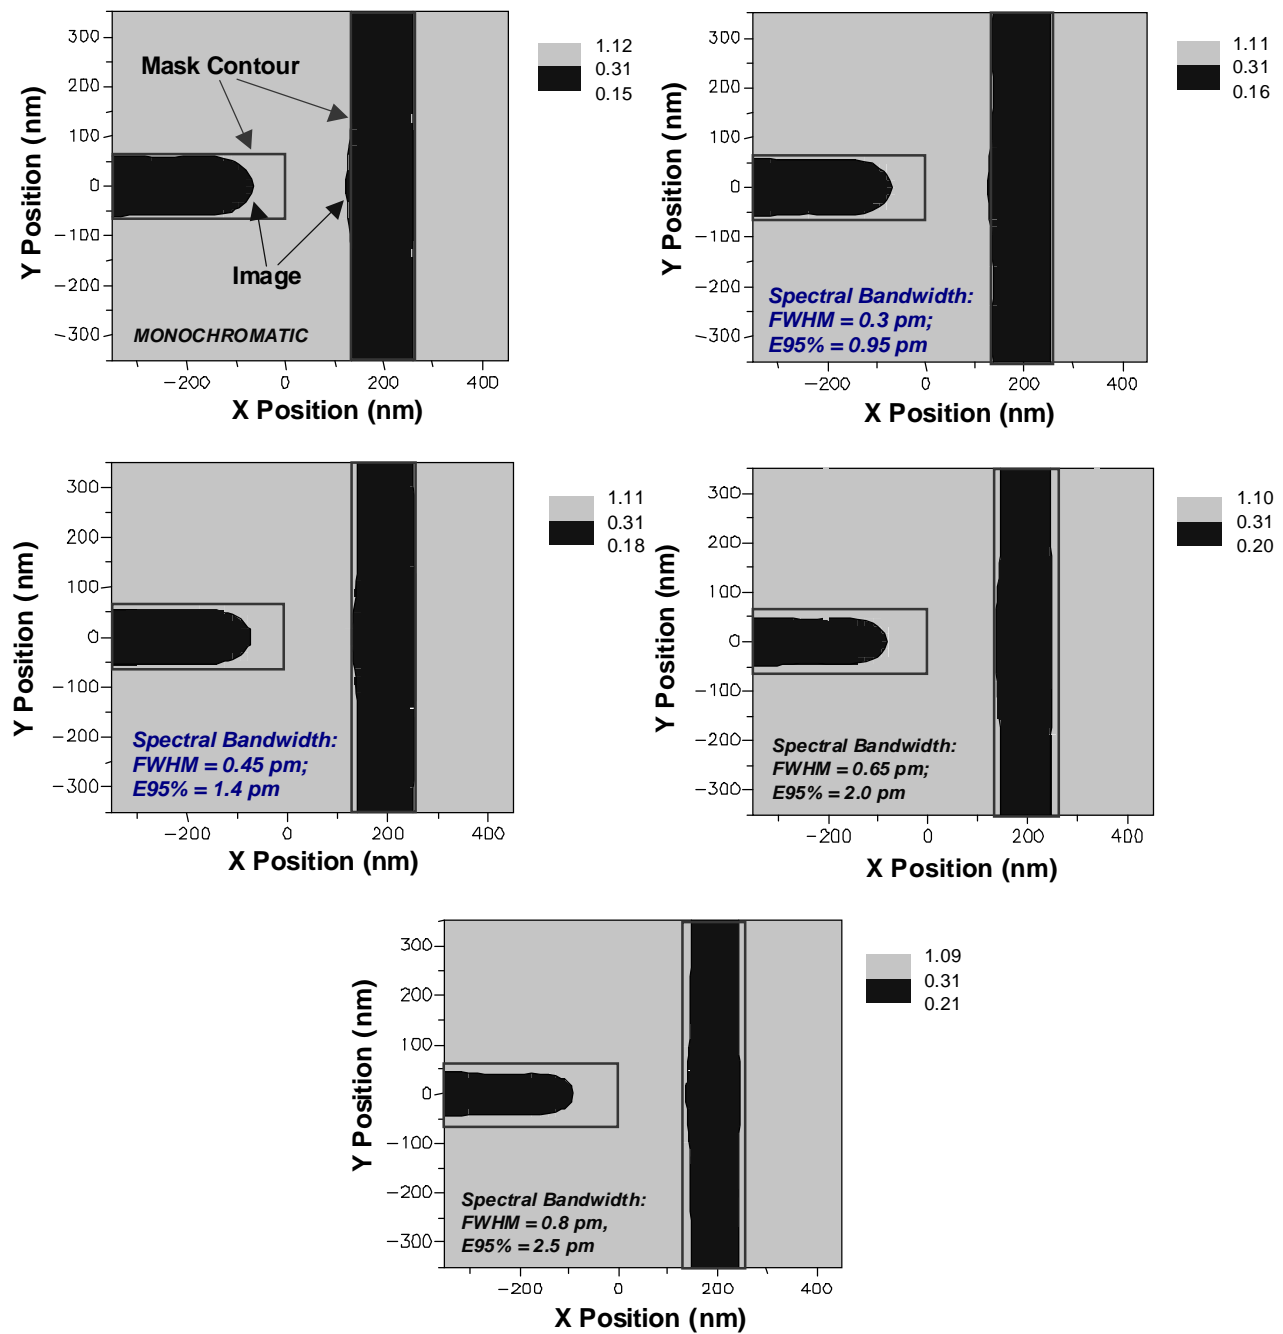 300
200
100
0
−100
−200
−300
Y Position (nm)
Mask Contour
Image
MONOCHROMATIC
−200
0
200
400
X Position (nm)
1.12
0.31
0.15
300
200
100
0
−100
−200
−300
Y Position (nm)
Spectral Bandwidth:
FWHM = 0.3 pm;
E95% = 0.95 pm
−200
0
200
400
X Position (nm)
1.11
0.31
0.16
300
200
100
0
−100
−200
−300
Y Position (nm)
Spectral Bandwidth:
FWHM = 0.45 pm;
E95% = 1.4 pm
−200
0
200
400
X Position (nm)
1.11
0.31
0.18
300
200
100
0
−100
−200
−300
Y Position (nm)
Spectral Bandwidth:
FWHM = 0.65 pm;
E95% = 2.0 pm
−200
0
200
400
X Position (nm)
1.10
0.31
0.20
300
200
100
0
−100
−200
−300
Y Position (nm)
Spectral Bandwidth:
FWHM = 0.8 pm,
E95% = 2.5 pm
−200
0
200
400
X Position (nm)
1.09
0.31
0.21